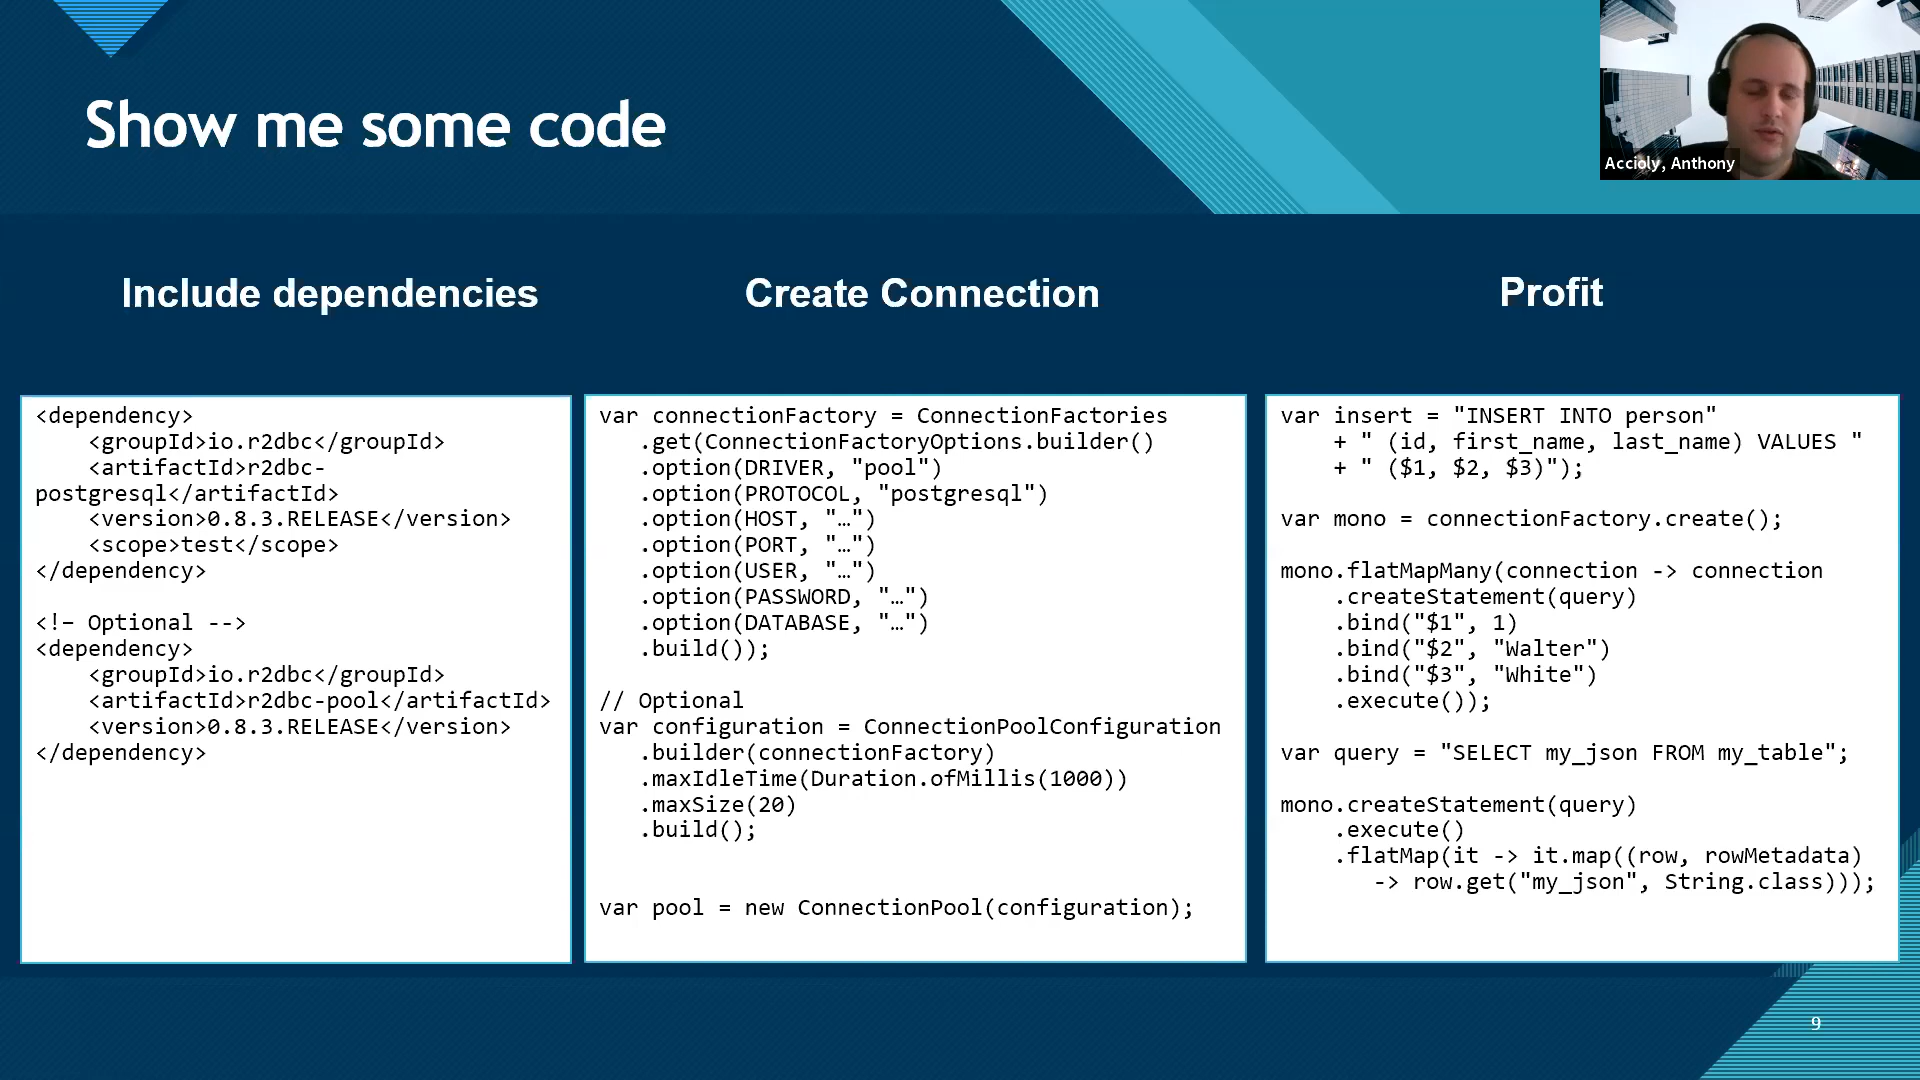 Show me some code
Accioly, Anthony
Include dependencies
<dependency>
    <groupId>io.r2dbc</groupId>
    <artifactId>r2dbc-
postgresql</artifactId>
    <version>0.8.3.RELEASE</version>
    <scope>test</scope>
</dependency>

<!– Optional -->
<dependency>
    <groupId>io.r2dbc</groupId>
    <artifactId>r2dbc-pool</artifactId>
    <version>0.8.3.RELEASE</version>
</dependency>
Create Connection
var connectionFactory = ConnectionFactories
   .get(ConnectionFactoryOptions.builder()
   .option(DRIVER, "pool")
   .option(PROTOCOL, "postgresql")
   .option(HOST, "…")
   .option(PORT, "…")
   .option(USER, "…")
   .option(PASSWORD, "…")
   .option(DATABASE, "…")
   .build());

// Optional
var configuration = ConnectionPoolConfiguration
   .builder(connectionFactory)
   .maxIdleTime(Duration.ofMillis(1000))
   .maxSize(20)
   .build();

var pool = new ConnectionPool(configuration);
Profit
var insert = "INSERT INTO person"
    + " (id, first_name, last_name) VALUES "
    + " ($1, $2, $3)");

var mono = connectionFactory.create();

mono.flatMapMany(connection -> connection
    .createStatement(query)
    .bind("$1", 1)
    .bind("$2", "Walter")
    .bind("$3", "White")
    .execute());

var query = "SELECT my_json FROM my_table";

mono.createStatement(query)
    .execute()
    .flatMap(it -> it.map((row, rowMetadata)
       -> row.get("my_json", String.class)));
9